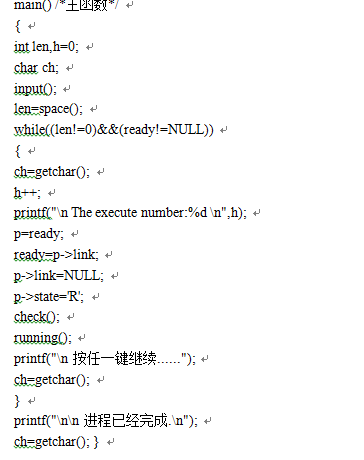 main() /*主函数*/
{
int len,h=0;
char ch;
input();
len=space();
while((len!=0)&&(ready!=NULL))
{
ch=getchar();
h++;
printf("\n The execute number:%d \n",h);
p=ready;
ready=p->link;
p->link=NULL;
p->state='R';
check();
running();
printf("\n 按任一键继续......");
ch=getchar();
}
printf("\n\n 进程已经完成.\n");
ch=getchar(); }